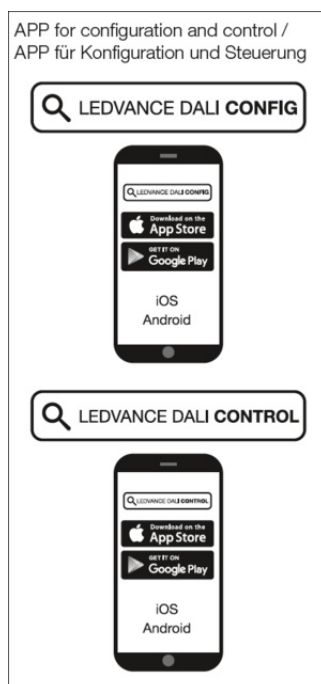 APP for configuration and control /
APP für Konfiguration und Steuerung
LEDVANCE DALI CONFIG
LEDVANCE DALI CONFIG
Download on the
App Store
GET IT ON
Google Play
iOS
Android
LEDVANCE DALI CONTROL
LEDVANCE DALI CONTROL
Download on the
App Store
GET IT ON
Google Play
iOS
Android